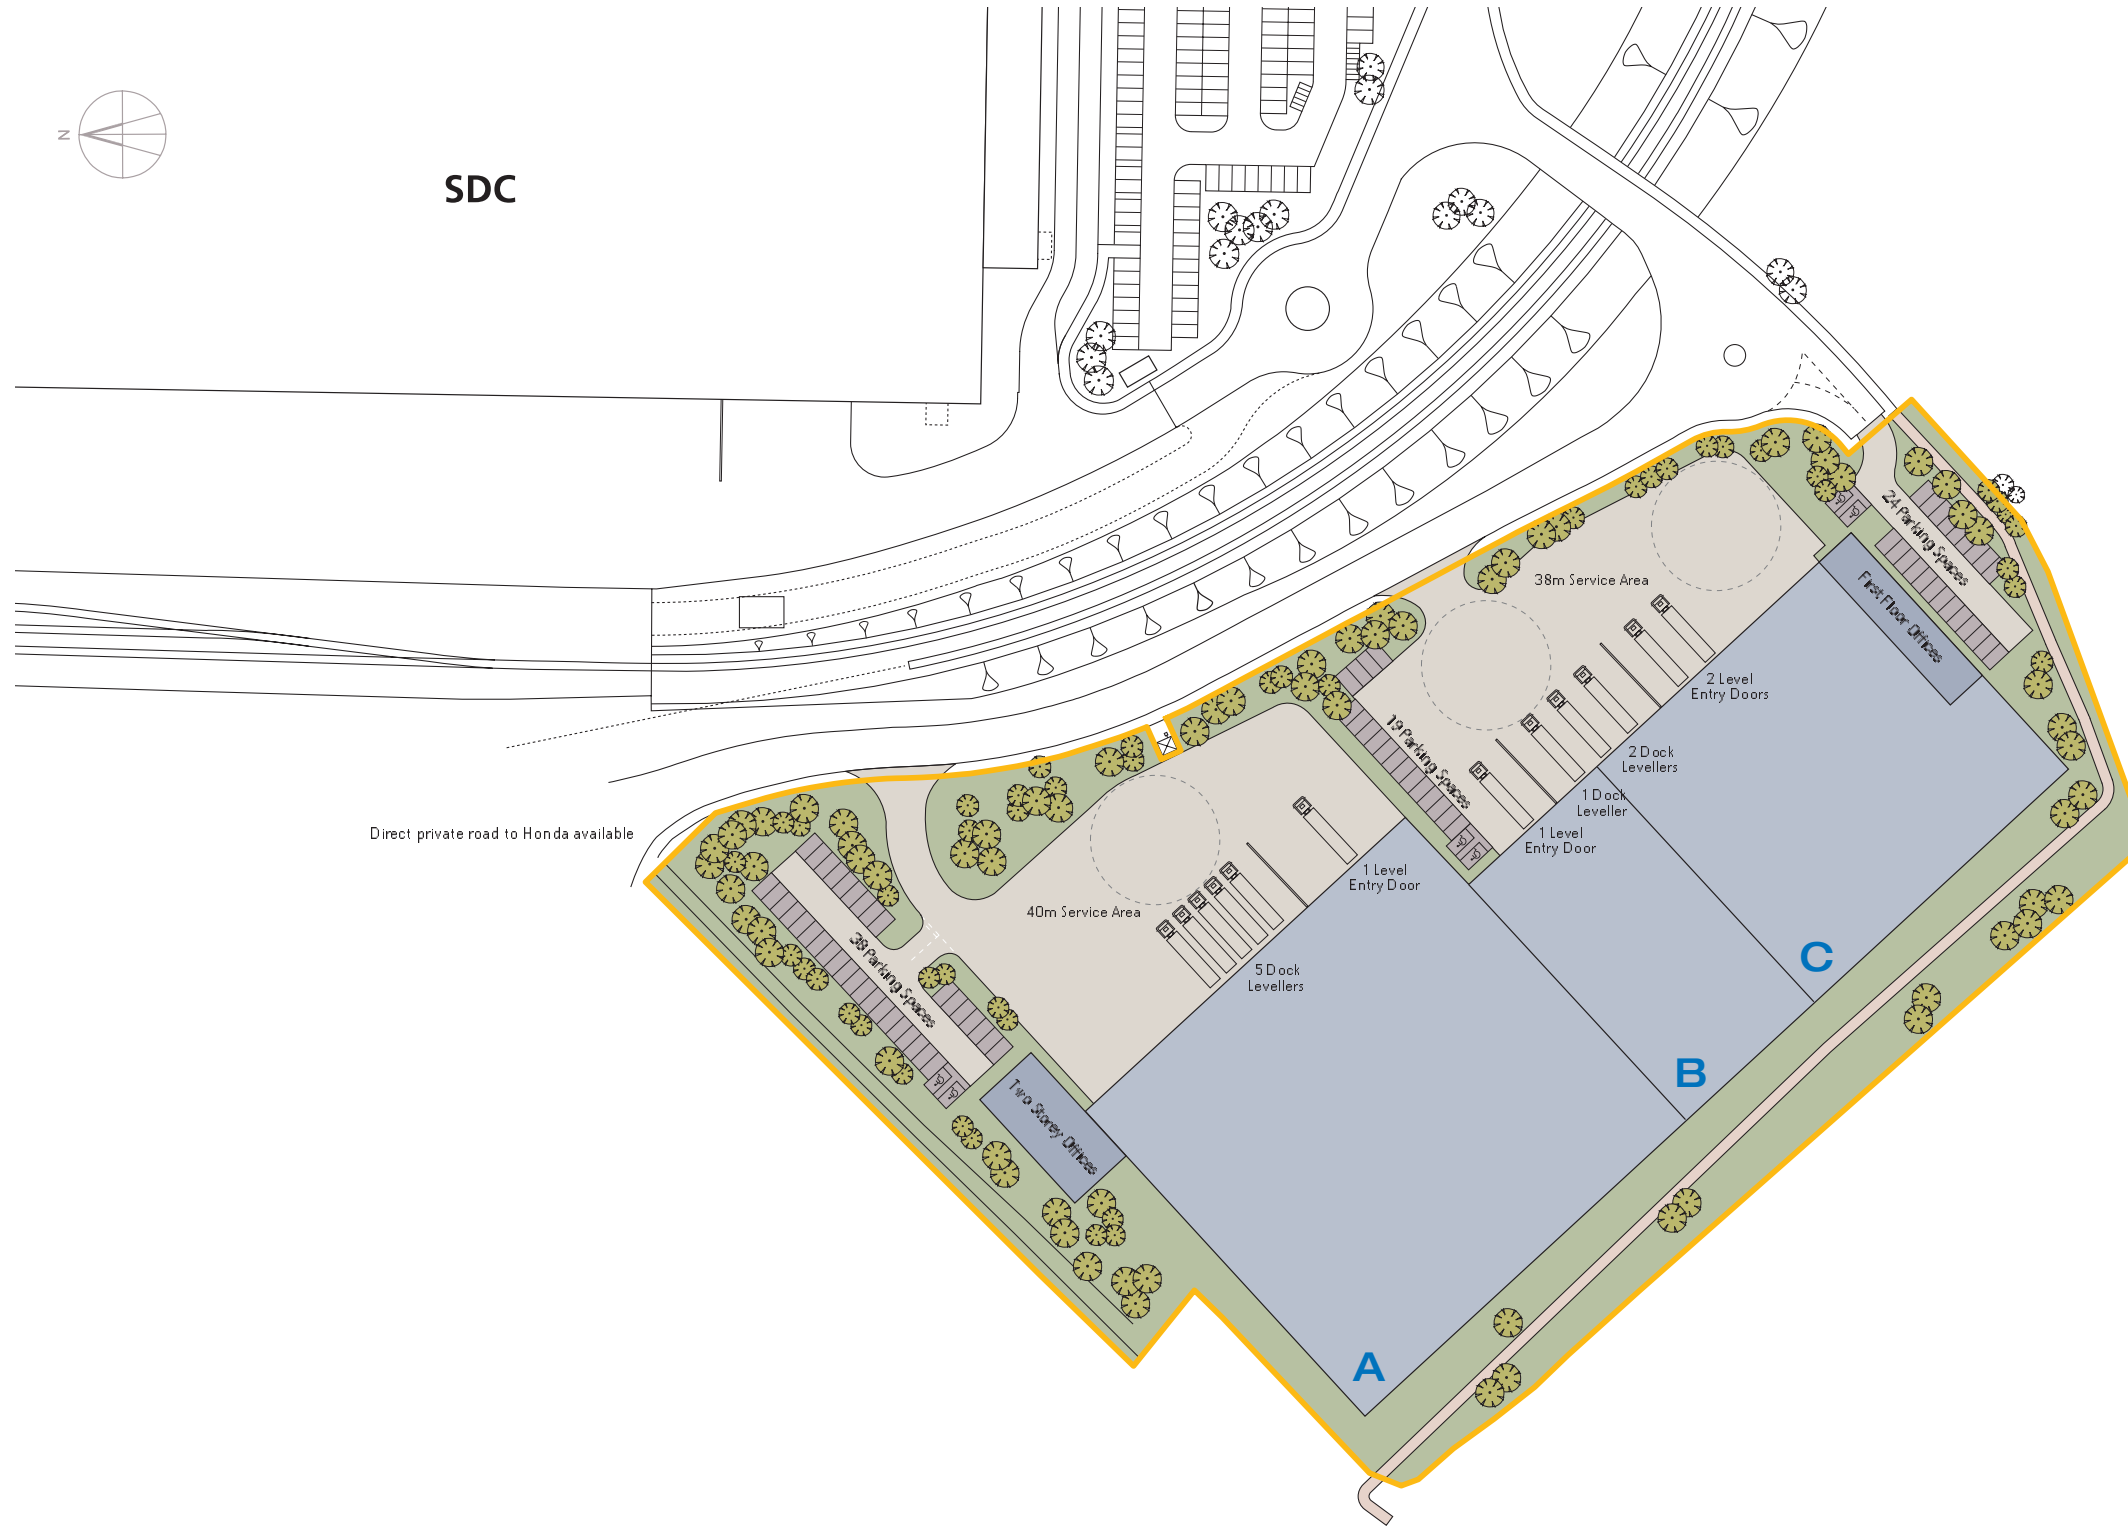 N
SDC
24 Parking Spaces
38m Service Area
First Floor Offices
2 Level
Entry Doors
19 Parking Spaces
2 Dock
Levellers
1 Dock
Leveller
1 Level
Entry Door
Direct private road to Honda available
1 Level
Entry Door
40m Service Area
38 Parking Spaces
5 Dock
Levellers
C
B
Two Storey Offices
A